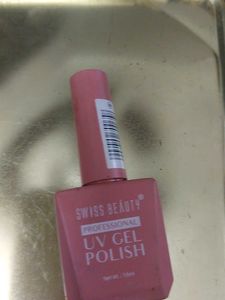 SWISS BEAUTY®
PROFESSIONAL
UV GEL
POLISH